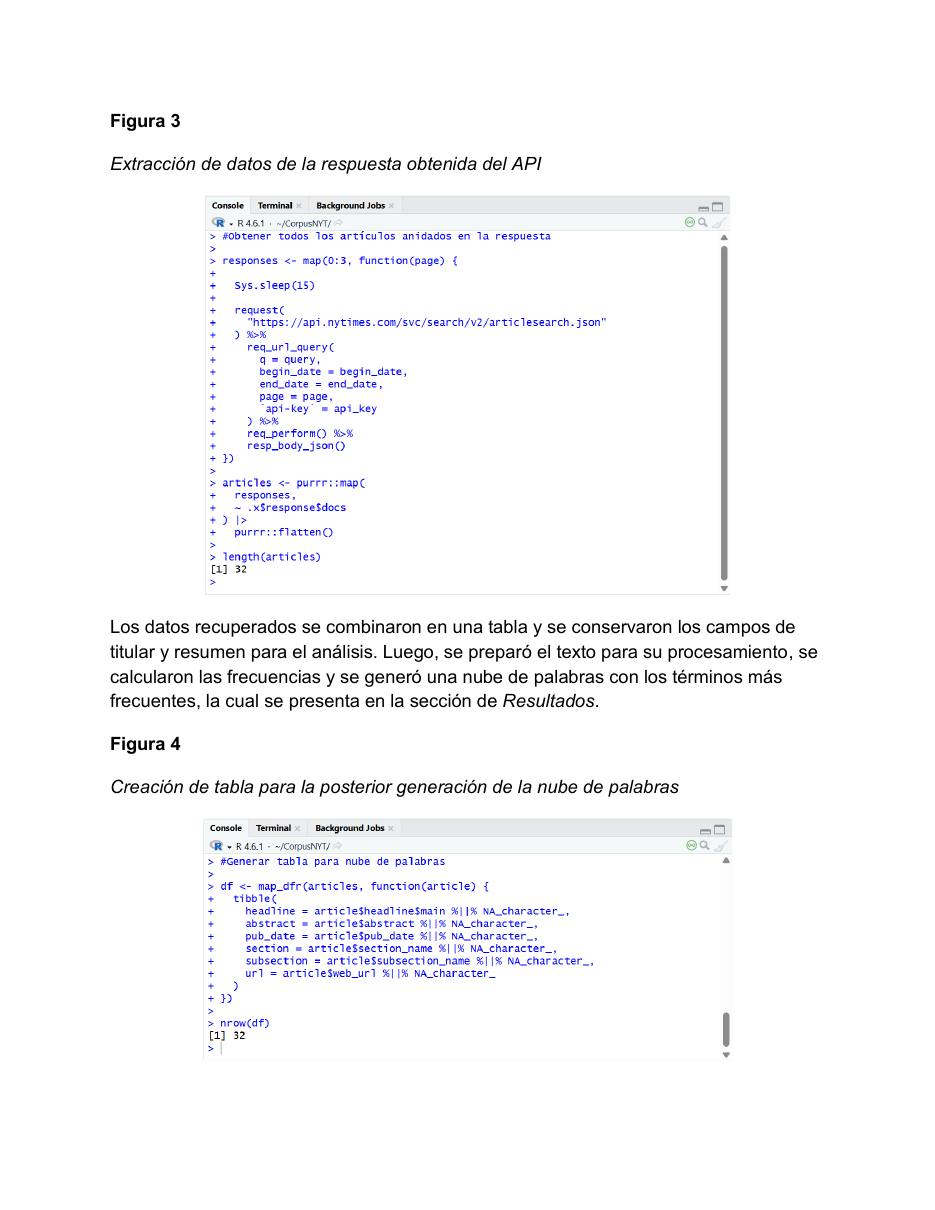 Figura 3
Extracción de datos de la respuesta obtenida del API
Console Terminal × Background Jobs ×
R 4.6.1 · ~/CorpusNYT/
> #Obtener todos los artículos anidados en la respuesta
>
> responses <- map(0:3, function(page) {
+
+   Sys.sleep(15)
+
+   request(
+     "https://api.nytimes.com/svc/search/v2/articlesearch.json"
+   ) %>%
+     req_url_query(
+       q = query,
+       begin_date = begin_date,
+       end_date = end_date,
+       page = page,
+       `api-key` = api_key
+     ) %>%
+     req_perform() %>%
+     resp_body_json()
+ })
>
> articles <- purrr::map(
+   responses,
+   ~ .x$response$docs
+ ) |>
+   purrr::flatten()
>
> length(articles)
[1] 32
>
Los datos recuperados se combinaron en una tabla y se conservaron los campos de
titular y resumen para el análisis. Luego, se preparó el texto para su procesamiento, se
calcularon las frecuencias y se generó una nube de palabras con los términos más
frecuentes, la cual se presenta en la sección de Resultados.
Figura 4
Creación de tabla para la posterior generación de la nube de palabras
Console Terminal × Background Jobs ×
R 4.6.1 · ~/CorpusNYT/
> #Generar tabla para nube de palabras
>
> df <- map_dfr(articles, function(article) {
+   tibble(
+     headline = article$headline$main %||% NA_character_,
+     abstract = article$abstract %||% NA_character_,
+     pub_date = article$pub_date %||% NA_character_,
+     section = article$section_name %||% NA_character_,
+     subsection = article$subsection_name %||% NA_character_,
+     url = article$web_url %||% NA_character_
+   )
+ })
>
> nrow(df)
[1] 32
>